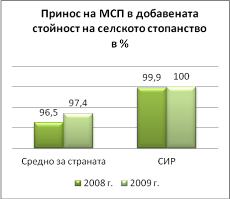 Принос на МСП в добавената
стойност на селското стопанство
в %
96,5 97,4 99,9 100
Средно за страната СИР
2008 г. 2009 г.